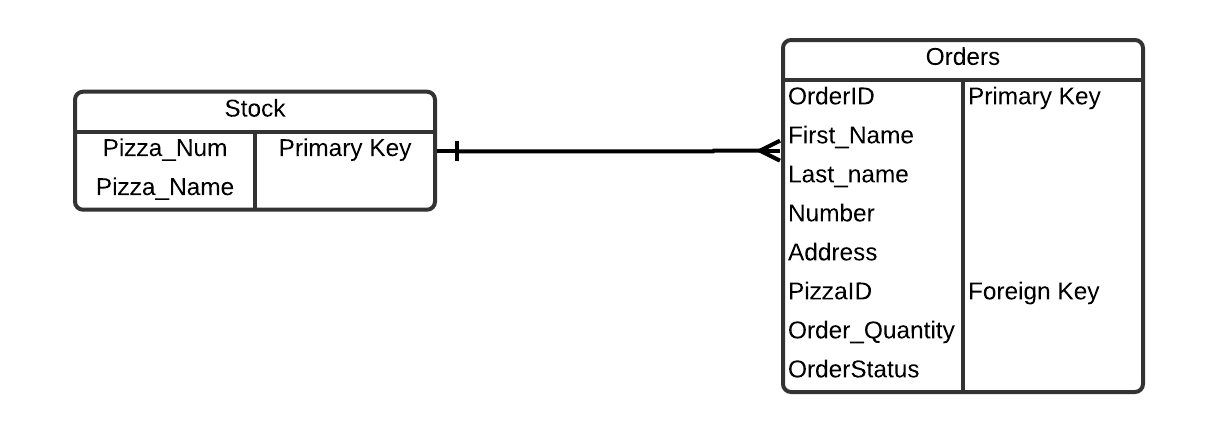 Stock
Pizza_Num Primary Key
Pizza_Name
Orders
OrderID Primary Key
First_Name
Last_name
Number
Address
PizzaID Foreign Key
Order_Quantity
OrderStatus